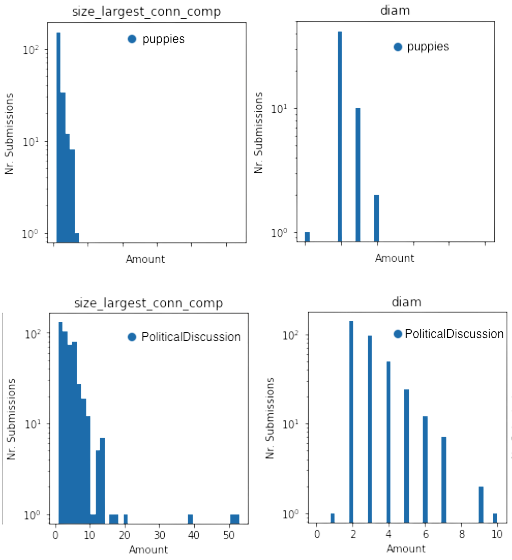 size_largest_conn_comp
10²
10¹
10⁰
Nr. Submissions
puppies
Amount
diam
10¹
10⁰
Nr. Submissions
puppies
Amount
size_largest_conn_comp
10²
10¹
10⁰
Nr. Submissions
PoliticalDiscussion
0 10 20 30 40 50
Amount
diam
10²
10¹
10⁰
Nr. Submissions
PoliticalDiscussion
0 2 4 6 8 10
Amount